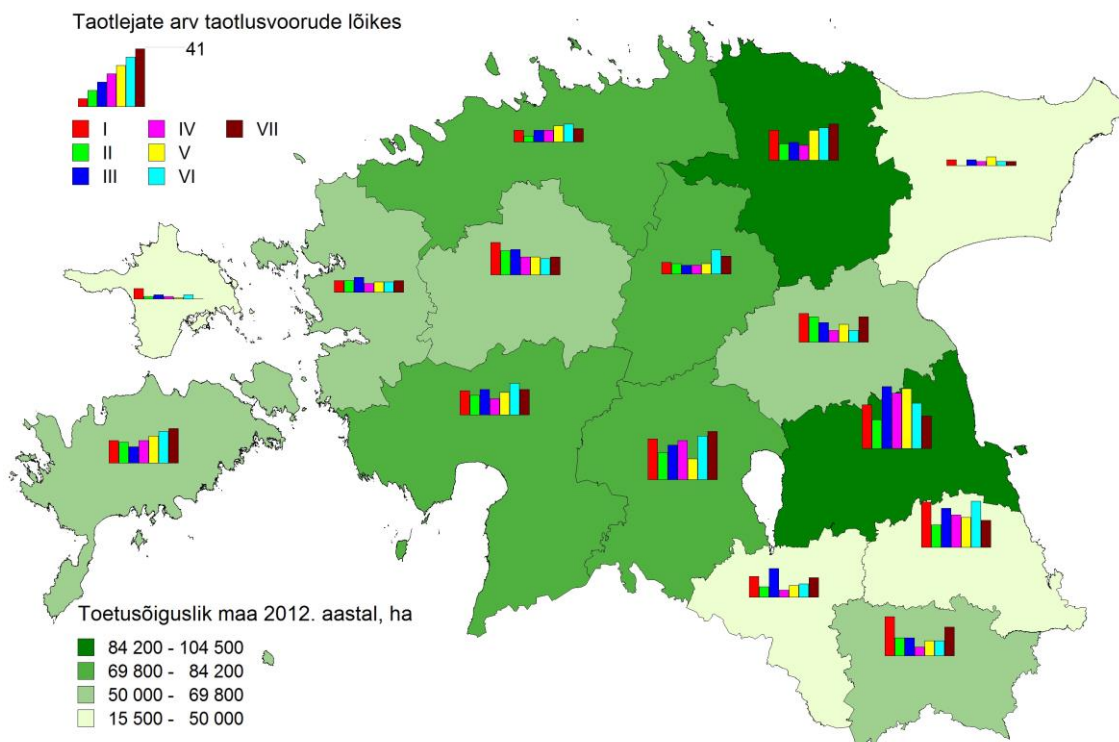 Taotlejate arv taotlusvoorude lõikes
41
I IV VII
II V
III VI
Toetusõiguslik maa 2012. aastal, ha
84 200 - 104 500
69 800 - 84 200
50 000 - 69 800
15 500 - 50 000